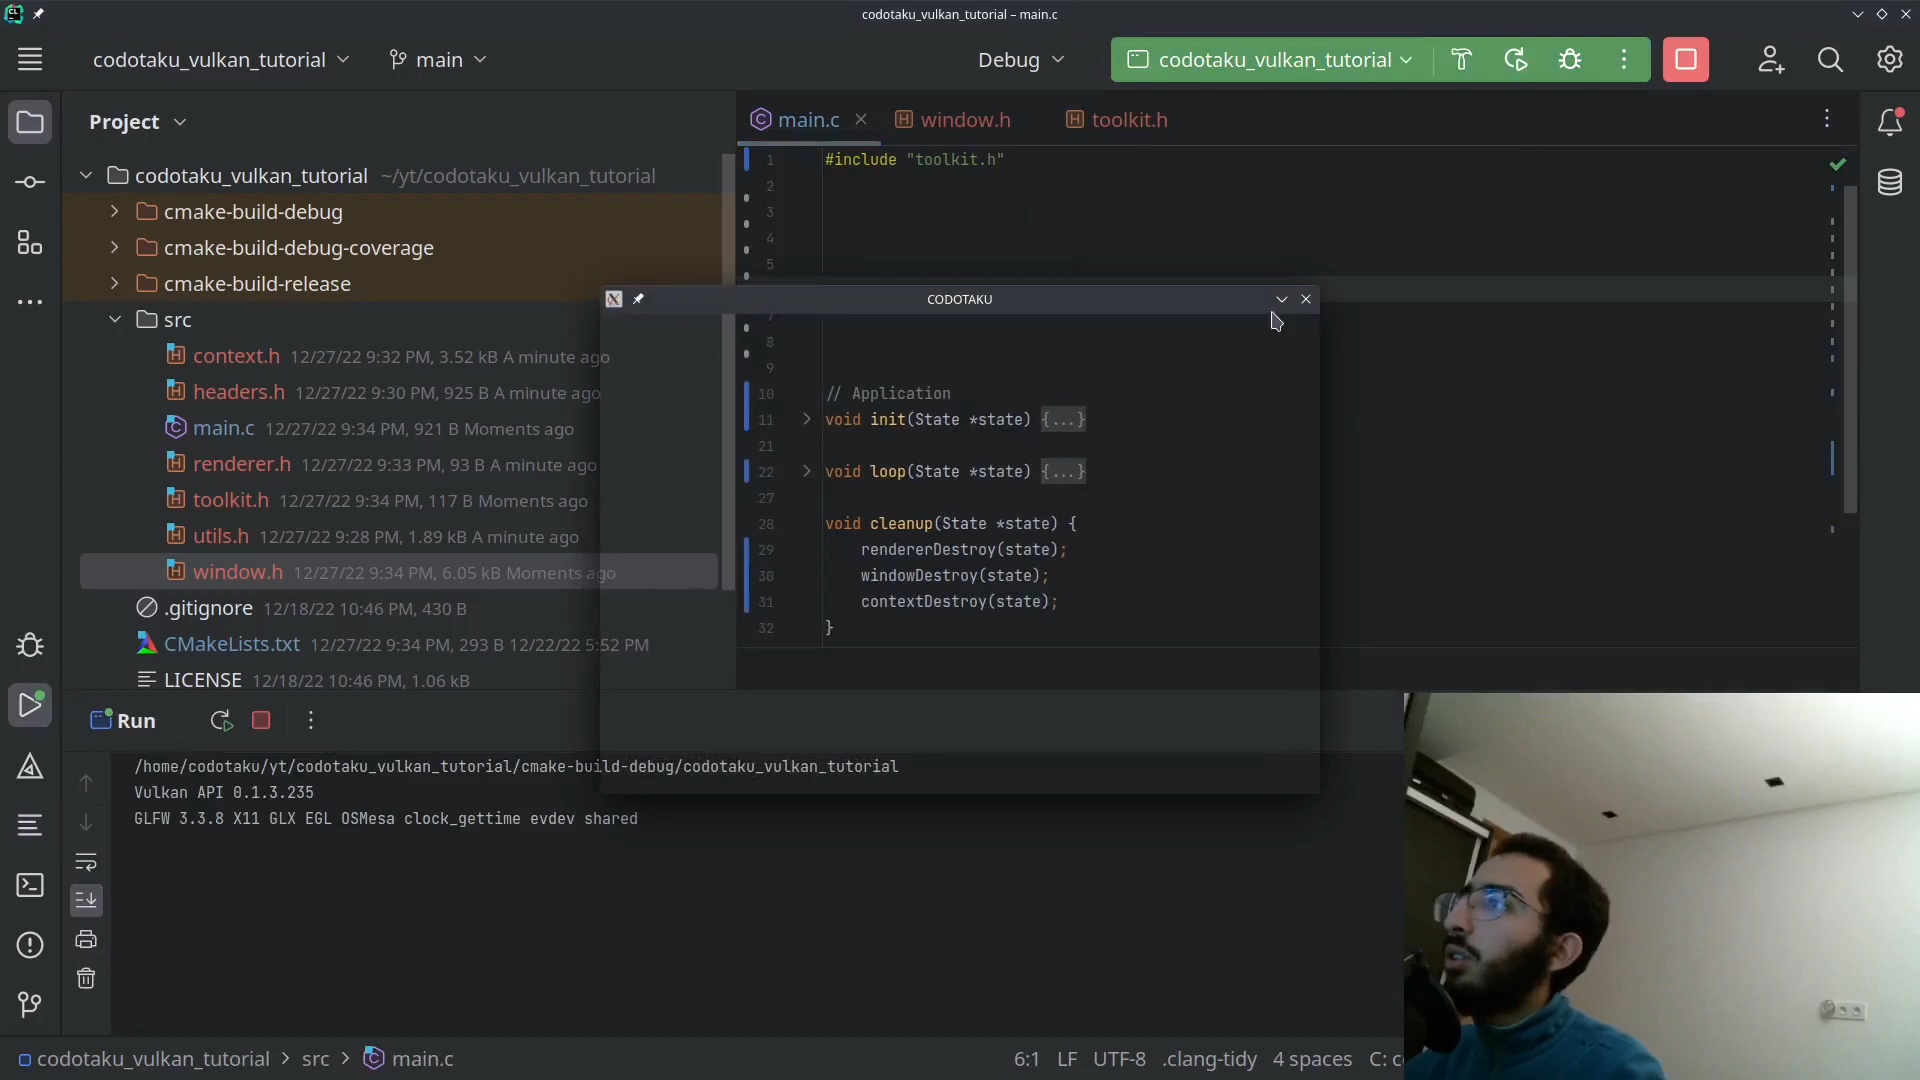 codotaku_vulkan_tutorial – main.c
codotaku_vulkan_tutorial
main
Debug
codotaku_vulkan_tutorial
Project
main.c
window.h
toolkit.h
codotaku_vulkan_tutorial ~/yt/codotaku_vulkan_tutorial
cmake-build-debug
cmake-build-debug-coverage
cmake-build-release
src
context.h 12/27/22 9:32 PM, 3.52 kB A minute ago
headers.h 12/27/22 9:30 PM, 925 B A minute ago
main.c 12/27/22 9:34 PM, 921 B Moments ago
renderer.h 12/27/22 9:33 PM, 93 B A minute ago
toolkit.h 12/27/22 9:34 PM, 117 B Moments ago
utils.h 12/27/22 9:28 PM, 1.89 kB A minute ago
window.h 12/27/22 9:34 PM, 6.05 kB Moments ago
.gitignore 12/18/22 10:46 PM, 430 B
CMakeLists.txt 12/27/22 9:34 PM, 293 B 12/22/22 5:52 PM
LICENSE 12/18/22 10:46 PM, 1.06 kB
1 #include "toolkit.h"
2
3
4
5
CODOTAKU
7
8
9
10 // Application
11 void init(State *state) {...}
21
22 void loop(State *state) {...}
27
28 void cleanup(State *state) {
29 rendererDestroy(state);
30 windowDestroy(state);
31 contextDestroy(state);
32 }
Run
/home/codotaku/yt/codotaku_vulkan_tutorial/cmake-build-debug/codotaku_vulkan_tutorial
Vulkan API 0.1.3.235
GLFW 3.3.8 X11 GLX EGL OSMesa clock_gettime evdev shared
codotaku_vulkan_tutorial > src > main.c
6:1 LF UTF-8 .clang-tidy 4 spaces C: